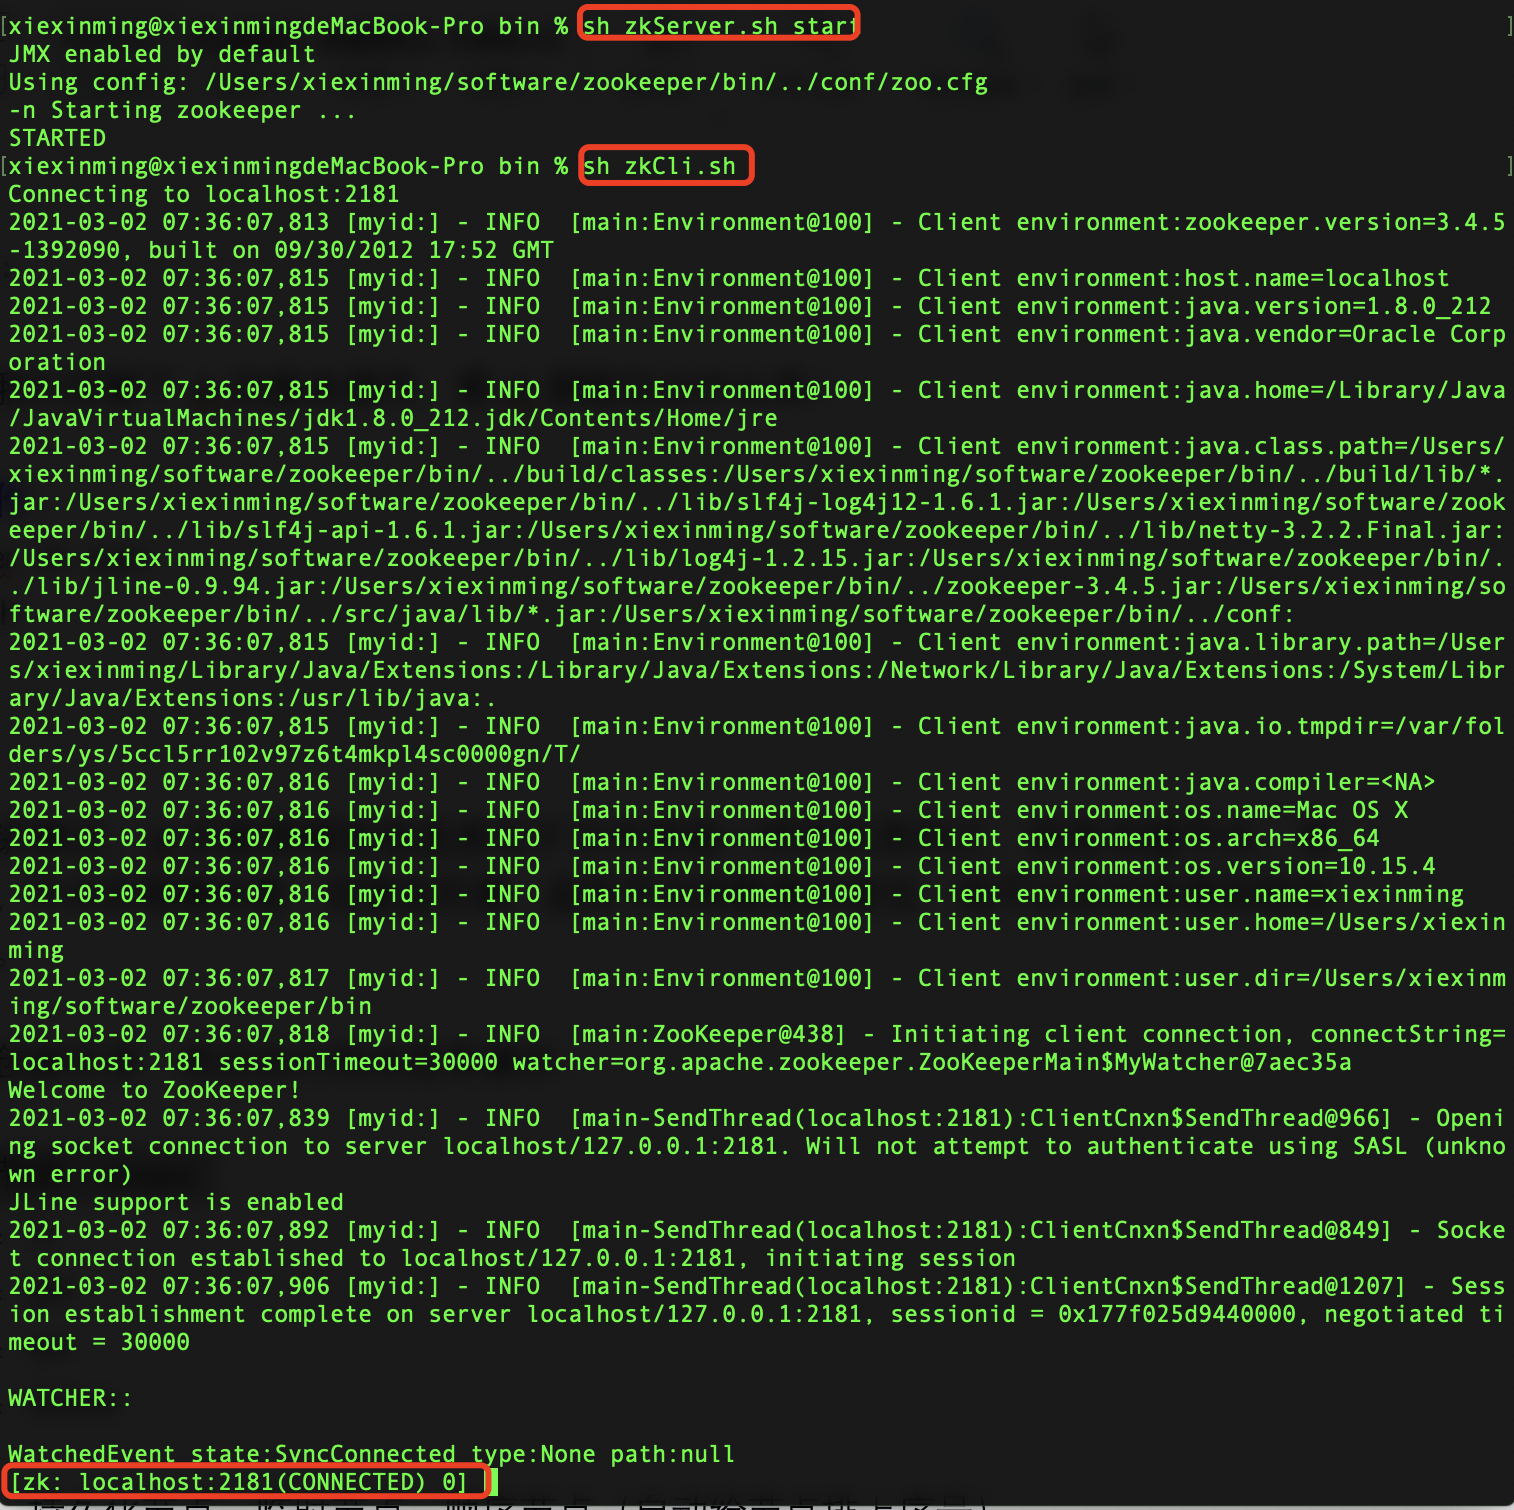 [xiexinming@xiexinmingdeMacBook-Pro bin % sh zkServer.sh start ]
JMX enabled by default
Using config: /Users/xiexinming/software/zookeeper/bin/../conf/zoo.cfg
-n Starting zookeeper ...
STARTED
[xiexinming@xiexinmingdeMacBook-Pro bin % sh zkCli.sh ]
Connecting to localhost:2181
2021-03-02 07:36:07,813 [myid:] - INFO  [main:Environment@100] - Client environment:zookeeper.version=3.4.5
-1392090, built on 09/30/2012 17:52 GMT
2021-03-02 07:36:07,815 [myid:] - INFO  [main:Environment@100] - Client environment:host.name=localhost
2021-03-02 07:36:07,815 [myid:] - INFO  [main:Environment@100] - Client environment:java.version=1.8.0_212
2021-03-02 07:36:07,815 [myid:] - INFO  [main:Environment@100] - Client environment:java.vendor=Oracle Corp
oration
2021-03-02 07:36:07,815 [myid:] - INFO  [main:Environment@100] - Client environment:java.home=/Library/Java
/JavaVirtualMachines/jdk1.8.0_212.jdk/Contents/Home/jre
2021-03-02 07:36:07,815 [myid:] - INFO  [main:Environment@100] - Client environment:java.class.path=/Users/
xiexinming/software/zookeeper/bin/../build/classes:/Users/xiexinming/software/zookeeper/bin/../build/lib/*.
jar:/Users/xiexinming/software/zookeeper/bin/../lib/slf4j-log4j12-1.6.1.jar:/Users/xiexinming/software/zook
eeper/bin/../lib/slf4j-api-1.6.1.jar:/Users/xiexinming/software/zookeeper/bin/../lib/netty-3.2.2.Final.jar:
/Users/xiexinming/software/zookeeper/bin/../lib/log4j-1.2.15.jar:/Users/xiexinming/software/zookeeper/bin/.
./lib/jline-0.9.94.jar:/Users/xiexinming/software/zookeeper/bin/../zookeeper-3.4.5.jar:/Users/xiexinming/so
ftware/zookeeper/bin/../src/java/lib/*.jar:/Users/xiexinming/software/zookeeper/bin/../conf:
2021-03-02 07:36:07,815 [myid:] - INFO  [main:Environment@100] - Client environment:java.library.path=/User
s/xiexinming/Library/Java/Extensions:/Library/Java/Extensions:/Network/Library/Java/Extensions:/System/Libr
ary/Java/Extensions:/usr/lib/java:.
2021-03-02 07:36:07,815 [myid:] - INFO  [main:Environment@100] - Client environment:java.io.tmpdir=/var/fol
ders/ys/5ccl5rr102v97z6t4mkpl4sc0000gn/T/
2021-03-02 07:36:07,816 [myid:] - INFO  [main:Environment@100] - Client environment:java.compiler=<NA>
2021-03-02 07:36:07,816 [myid:] - INFO  [main:Environment@100] - Client environment:os.name=Mac OS X
2021-03-02 07:36:07,816 [myid:] - INFO  [main:Environment@100] - Client environment:os.arch=x86_64
2021-03-02 07:36:07,816 [myid:] - INFO  [main:Environment@100] - Client environment:os.version=10.15.4
2021-03-02 07:36:07,816 [myid:] - INFO  [main:Environment@100] - Client environment:user.name=xiexinming
2021-03-02 07:36:07,816 [myid:] - INFO  [main:Environment@100] - Client environment:user.home=/Users/xiexin
ming
2021-03-02 07:36:07,817 [myid:] - INFO  [main:Environment@100] - Client environment:user.dir=/Users/xiexinm
ing/software/zookeeper/bin
2021-03-02 07:36:07,818 [myid:] - INFO  [main:ZooKeeper@438] - Initiating client connection, connectString=
localhost:2181 sessionTimeout=30000 watcher=org.apache.zookeeper.ZooKeeperMain$MyWatcher@7aec35a
Welcome to ZooKeeper!
2021-03-02 07:36:07,839 [myid:] - INFO  [main-SendThread(localhost:2181):ClientCnxn$SendThread@966] - Openi
ng socket connection to server localhost/127.0.0.1:2181. Will not attempt to authenticate using SASL (unkno
wn error)
JLine support is enabled
2021-03-02 07:36:07,892 [myid:] - INFO  [main-SendThread(localhost:2181):ClientCnxn$SendThread@849] - Socke
t connection established to localhost/127.0.0.1:2181, initiating session
2021-03-02 07:36:07,906 [myid:] - INFO  [main-SendThread(localhost:2181):ClientCnxn$SendThread@1207] - Sess
ion establishment complete on server localhost/127.0.0.1:2181, sessionid = 0x177f025d9440000, negotiated ti
meout = 30000
WATCHER::
WatchedEvent state:SyncConnected type:None path:null
[zk: localhost:2181(CONNECTED) 0]